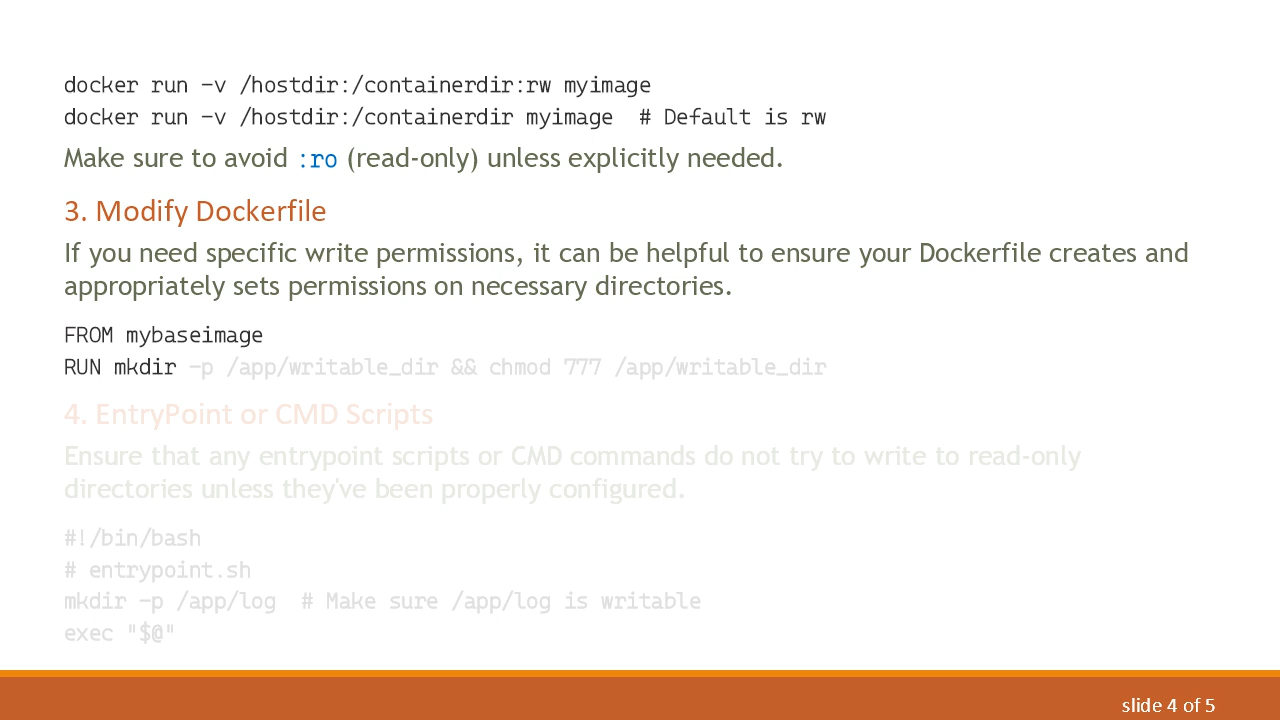 docker run -v /hostdir:/containerdir:rw myimage
docker run -v /hostdir:/containerdir myimage  # Default is rw
Make sure to avoid :ro (read-only) unless explicitly needed.
3. Modify Dockerfile
If you need specific write permissions, it can be helpful to ensure your Dockerfile creates and
appropriately sets permissions on necessary directories.
FROM mybaseimage
RUN mkdir -p /app/writable_dir && chmod 777 /app/writable_dir
4. EntryPoint or CMD Scripts
Ensure that any entrypoint scripts or CMD commands do not try to write to read-only
directories unless they've been properly configured.
#!/bin/bash
# entrypoint.sh
mkdir -p /app/log  # Make sure /app/log is writable
exec "$@"
slide 4 of 5